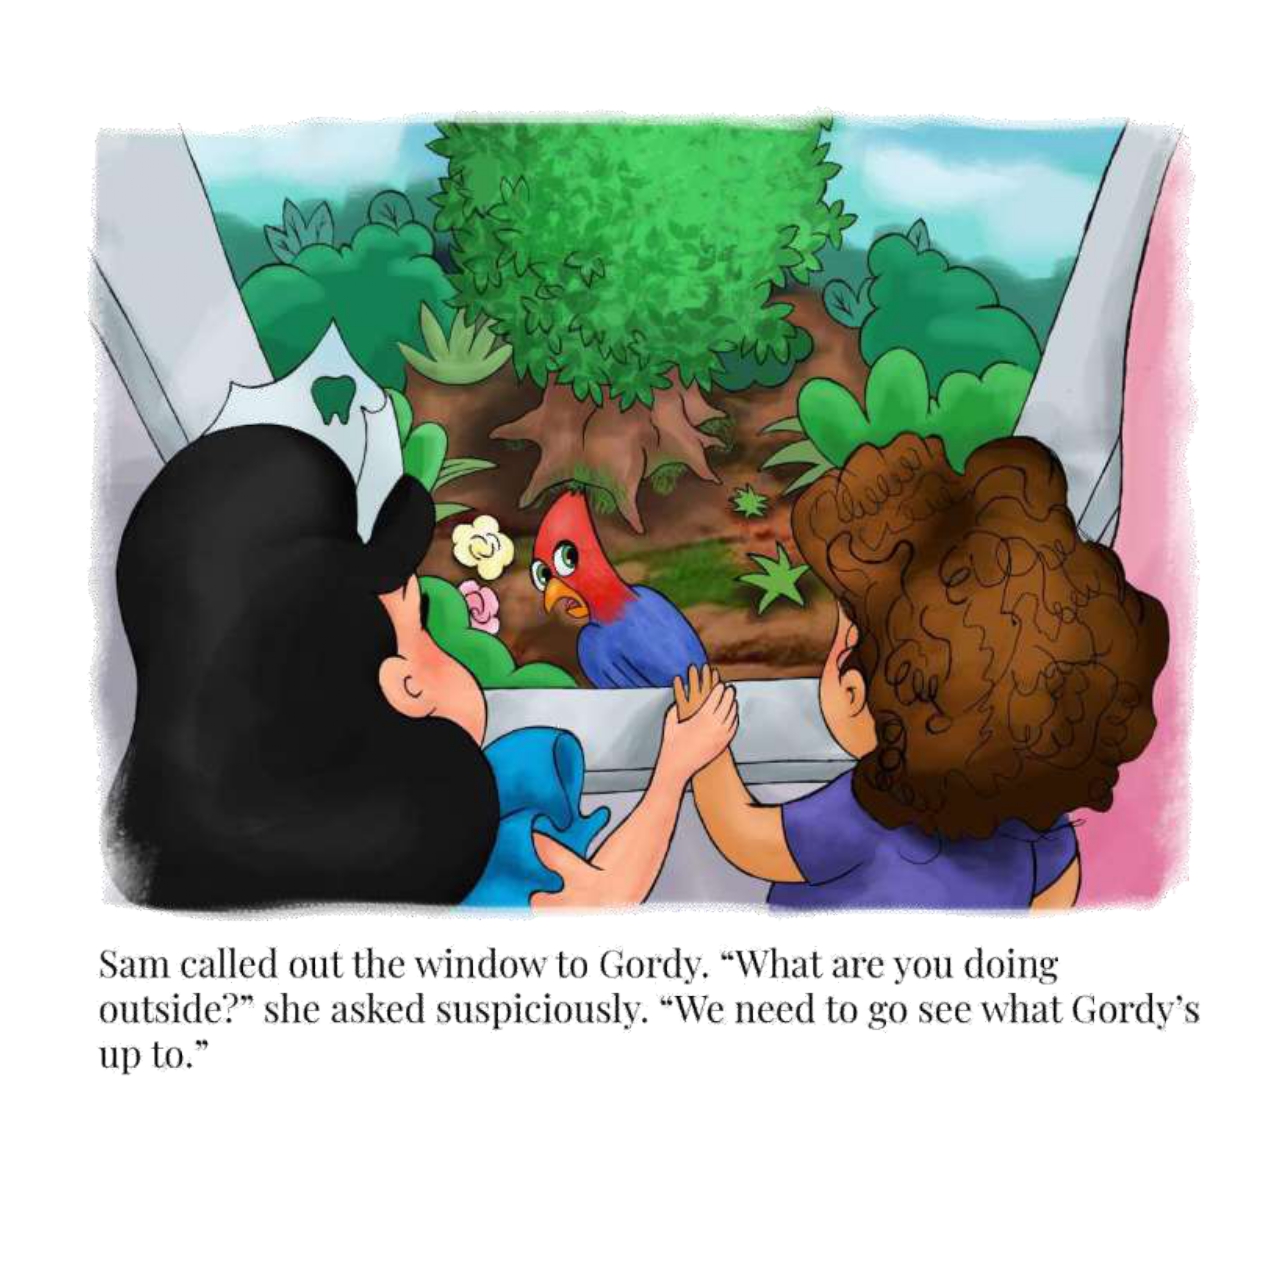 Sam called out the window to Gordy. “What are you doing
outside?” she asked suspiciously. “We need to go see what Gordy’s
up to.”